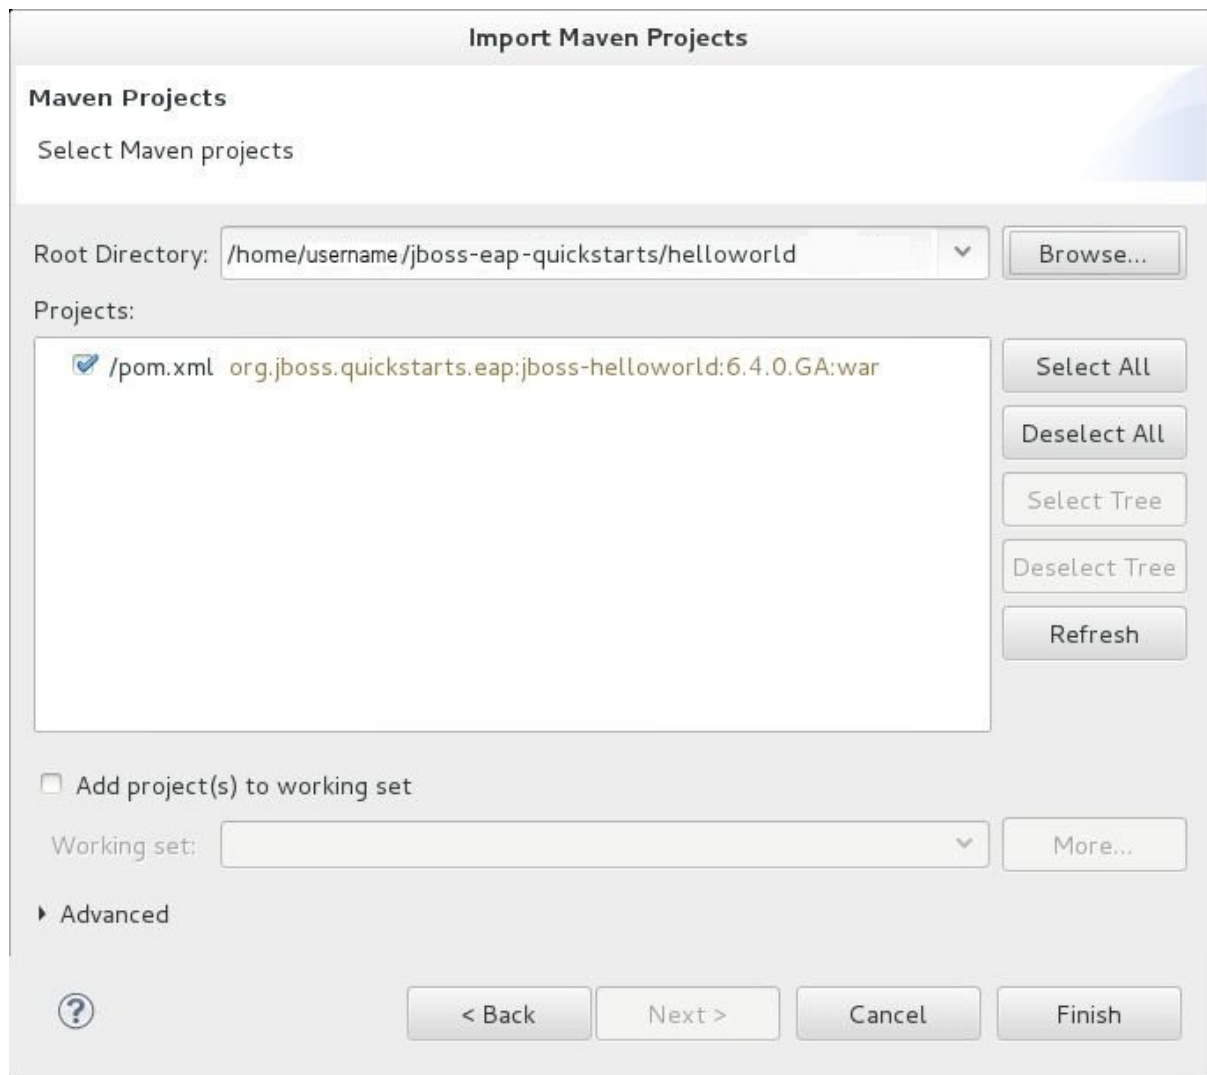 Import Maven Projects
Maven Projects
Select Maven projects
Root Directory: /home/username/jboss-eap-quickstarts/helloworld Browse...
Projects:
/pom.xml org.jboss.quickstarts.eap:jboss-helloworld:6.4.0.GA:war Select All
Deselect All
Select Tree
Deselect Tree
Refresh
Add project(s) to working set
Working set: More...
Advanced
? < Back Next > Cancel Finish